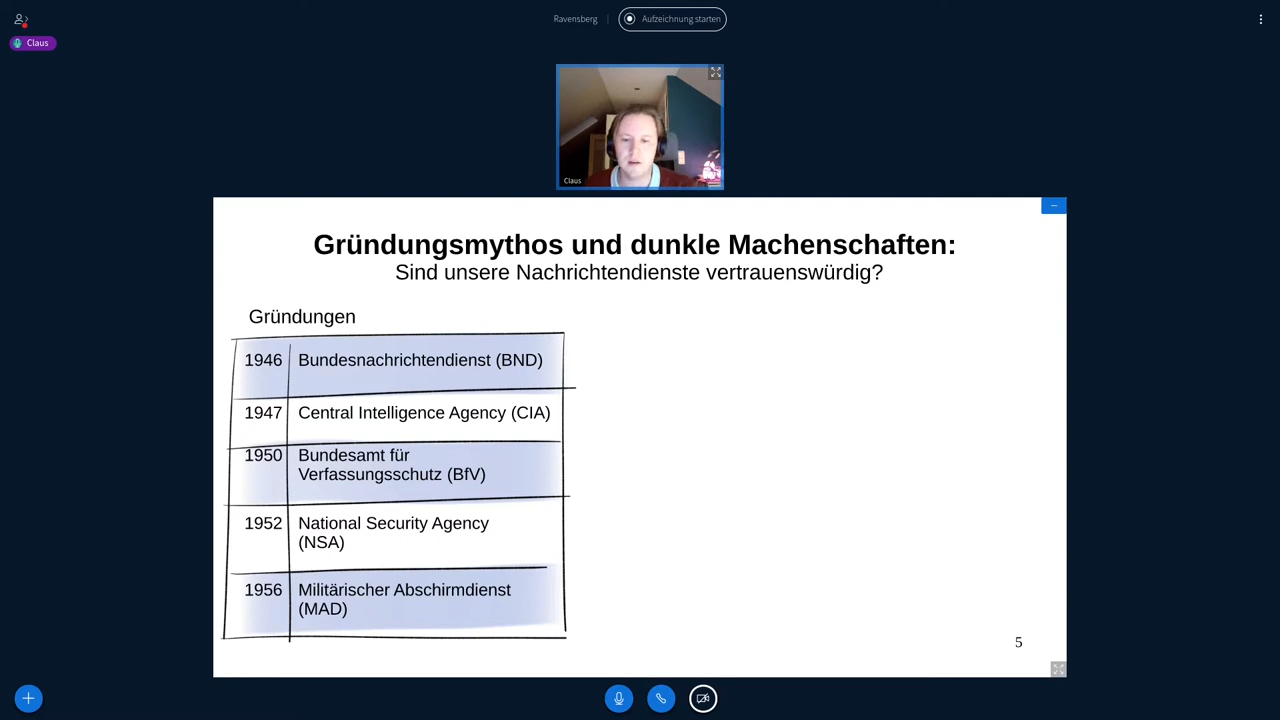 Ravensberg
Aufzeichnung starten
Claus
Claus
Gründungsmythos und dunkle Machenschaften:
Sind unsere Nachrichtendienste vertrauenswürdig?
Gründungen
1946 Bundesnachrichtendienst (BND)
1947 Central Intelligence Agency (CIA)
1950 Bundesamt für
Verfassungsschutz (BfV)
1952 National Security Agency
(NSA)
1956 Militärischer Abschirmdienst
(MAD)
5